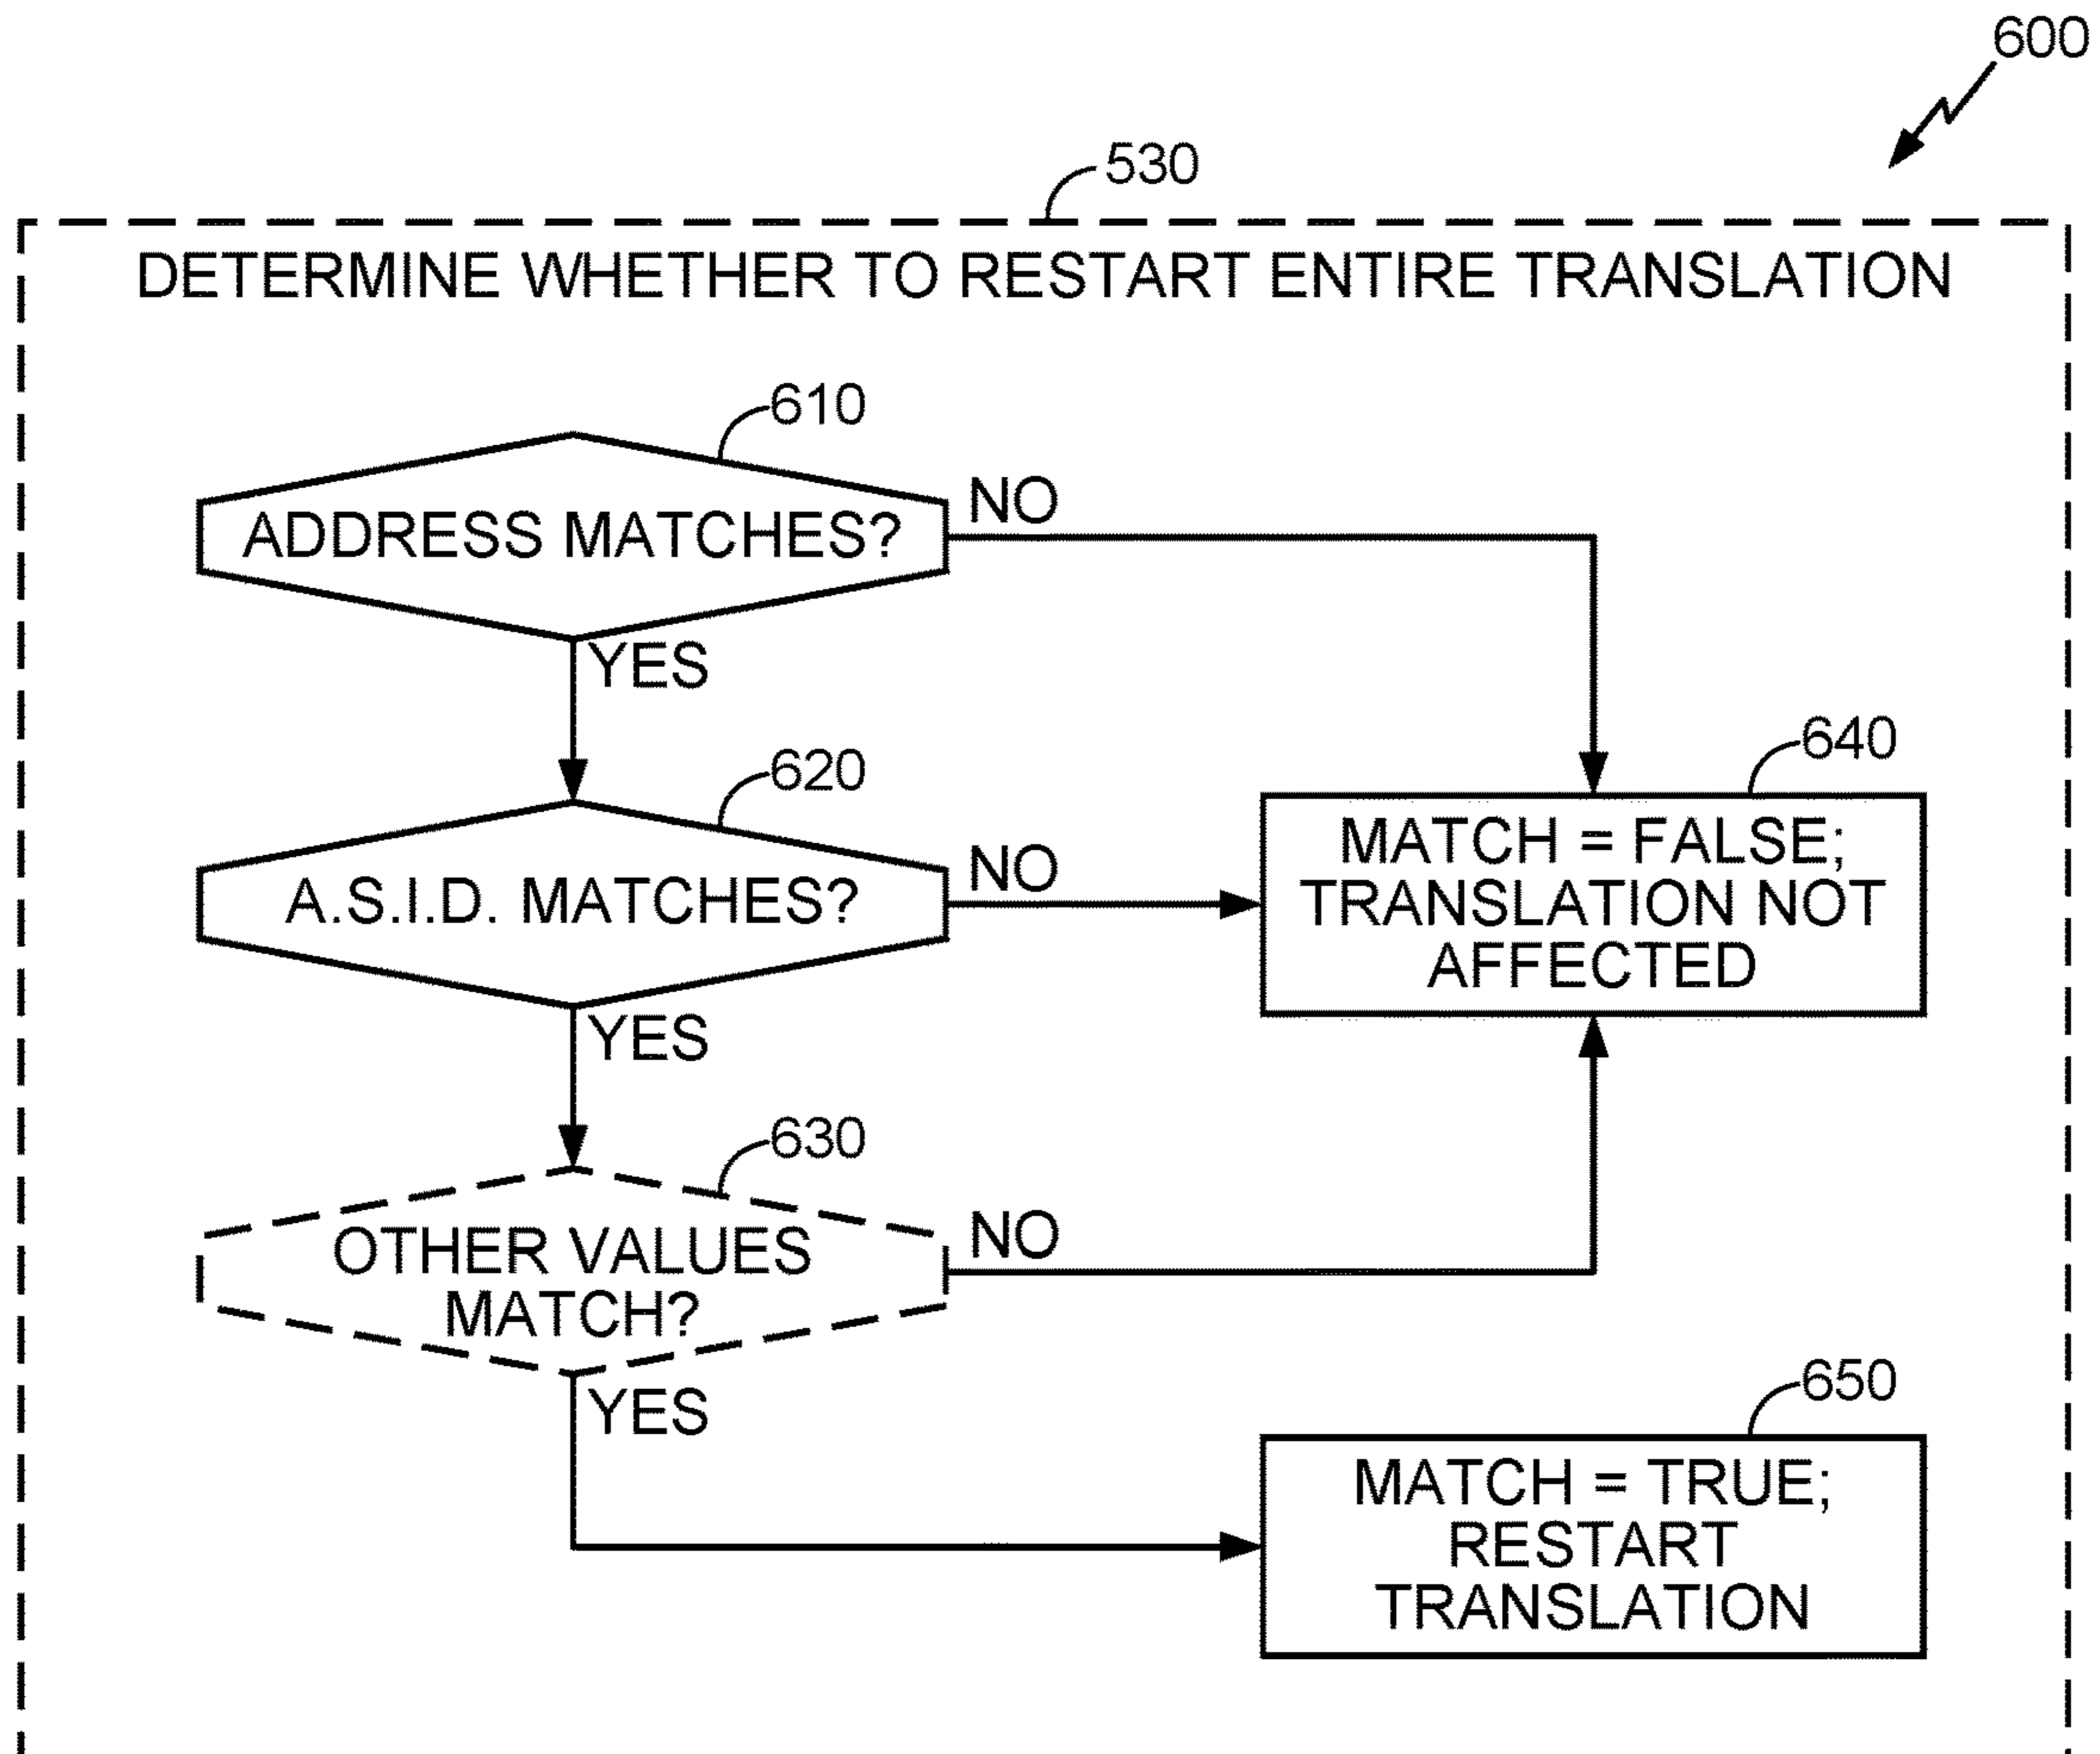 600
530
DETERMINE WHETHER TO RESTART ENTIRE TRANSLATION
610
ADDRESS MATCHES?
NO
YES
620
A.S.I.D. MATCHES?
NO
YES
640
MATCH = FALSE;
TRANSLATION NOT
AFFECTED
630
OTHER VALUES
MATCH?
NO
YES
650
MATCH = TRUE;
RESTART
TRANSLATION